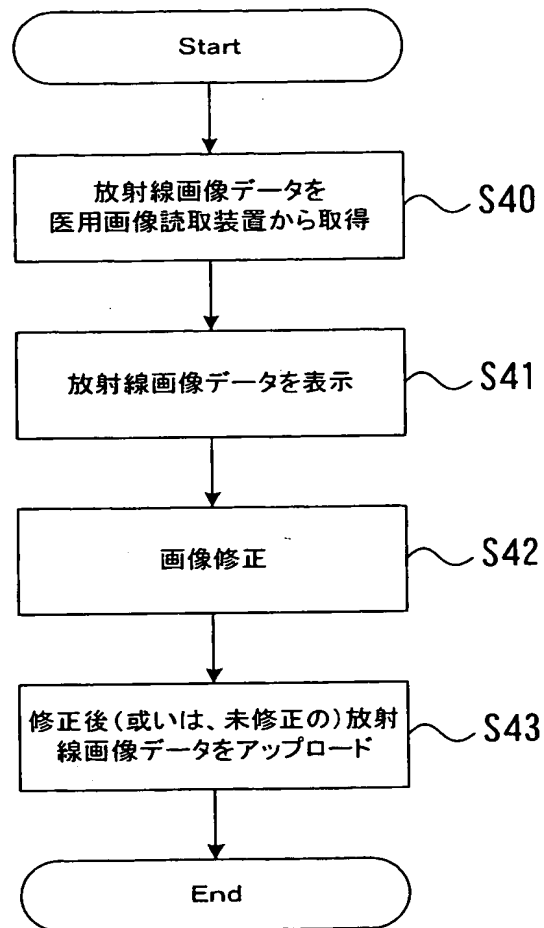 Start
放射線画像データを
医用画像読取装置から取得
S40
放射線画像データを表示
S41
画像修正
S42
修正後(或いは、未修正の)放射
線画像データをアップロード
S43
End